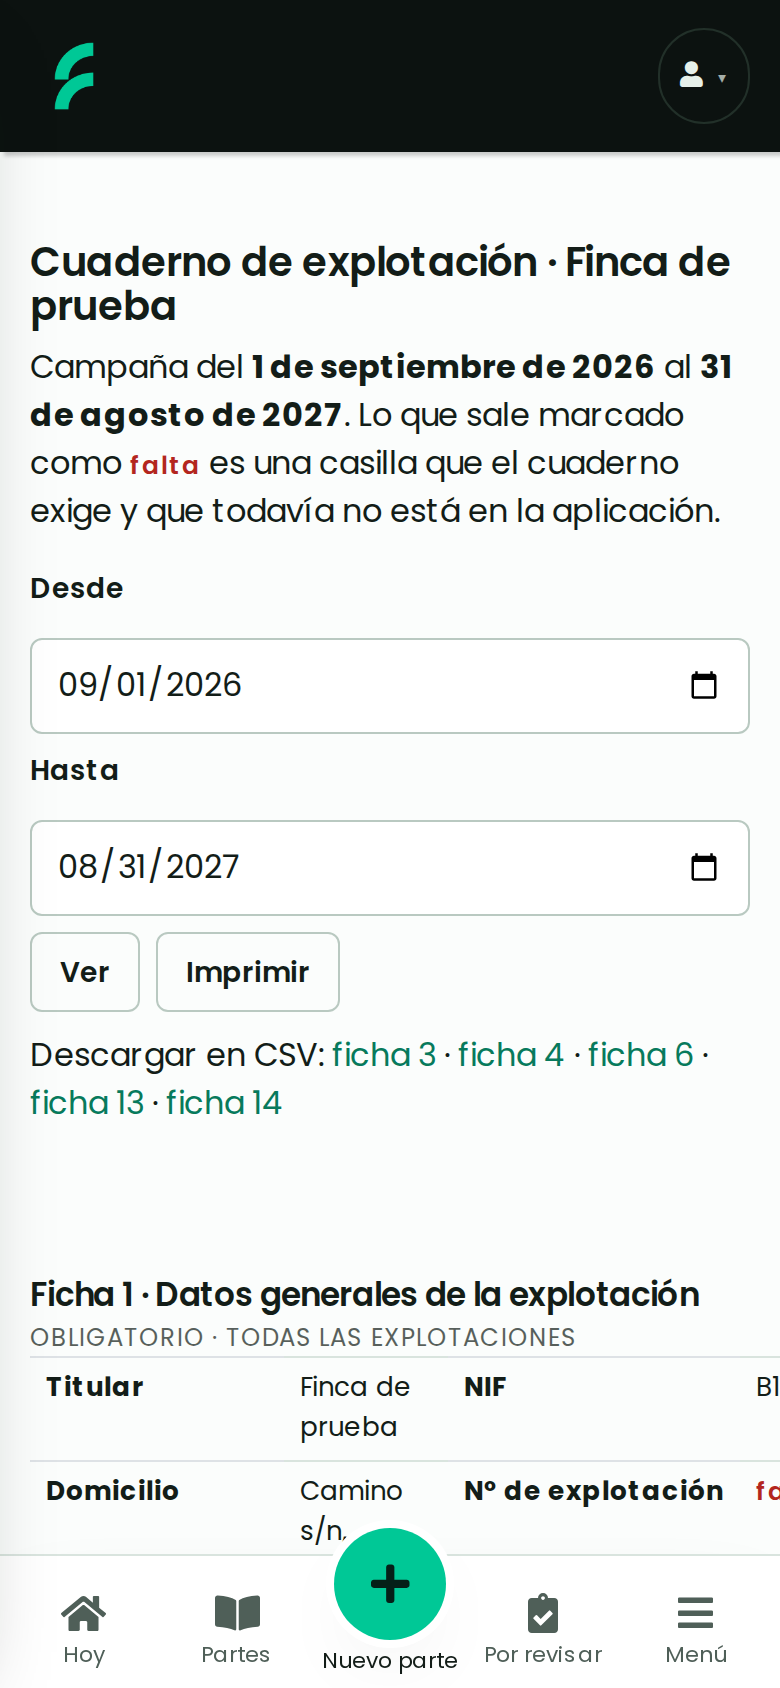 Cuaderno de explotación · Finca de
prueba
Campaña del 1 de septiembre de 2026 al 31
de agosto de 2027. Lo que sale marcado
como falta es una casilla que el cuaderno
exige y que todavía no está en la aplicación.
Desde
09/01/2026
Hasta
08/31/2027
Ver Imprimir
Descargar en CSV: ficha 3 · ficha 4 · ficha 6 ·
ficha 13 · ficha 14
Ficha 1 · Datos generales de la explotación
OBLIGATORIO · TODAS LAS EXPLOTACIONES
Titular Finca de prueba NIF
Domicilio Camino s/n, Nº de explotación
Hoy Partes Nuevo parte Por revisar Menú